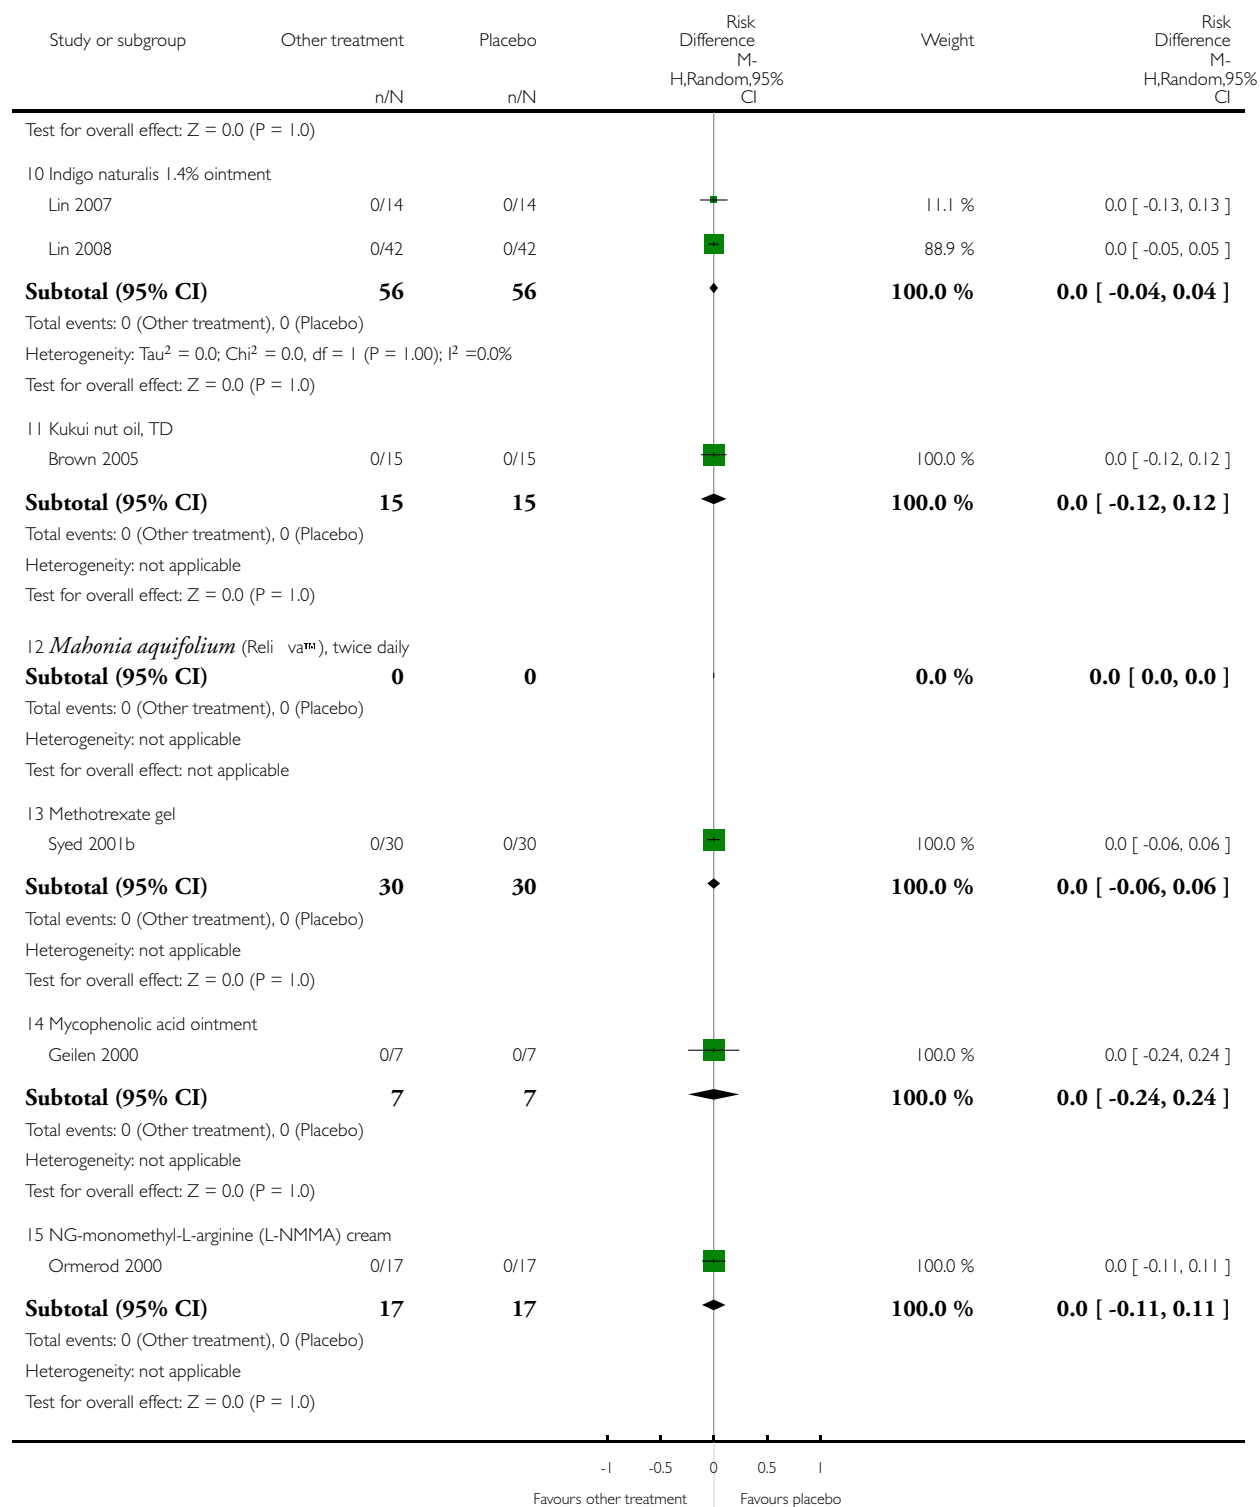 Study or subgroup Other treatment Placebo Risk Difference Weight Risk Difference
M-H,Random,95% CI M-H,Random,95% CI
n/N n/N
Test for overall effect: Z = 0.0 (P = 1.0)
10 Indigo naturalis 1.4% ointment
Lin 2007 0/14 0/14 11.1 % 0.0 [ -0.13, 0.13 ]
Lin 2008 0/42 0/42 88.9 % 0.0 [ -0.05, 0.05 ]
Subtotal (95% CI) 56 56 100.0 % 0.0 [ -0.04, 0.04 ]
Total events: 0 (Other treatment), 0 (Placebo)
Heterogeneity: Tau² = 0.0; Chi² = 0.0, df = 1 (P = 1.00); I² =0.0%
Test for overall effect: Z = 0.0 (P = 1.0)
11 Kukui nut oil, TD
Brown 2005 0/15 0/15 100.0 % 0.0 [ -0.12, 0.12 ]
Subtotal (95% CI) 15 15 100.0 % 0.0 [ -0.12, 0.12 ]
Total events: 0 (Other treatment), 0 (Placebo)
Heterogeneity: not applicable
Test for overall effect: Z = 0.0 (P = 1.0)
12 Mahonia aquifolium (Reli va™), twice daily
Subtotal (95% CI) 0 0 0.0 % 0.0 [ 0.0, 0.0 ]
Total events: 0 (Other treatment), 0 (Placebo)
Heterogeneity: not applicable
Test for overall effect: not applicable
13 Methotrexate gel
Syed 2001b 0/30 0/30 100.0 % 0.0 [ -0.06, 0.06 ]
Subtotal (95% CI) 30 30 100.0 % 0.0 [ -0.06, 0.06 ]
Total events: 0 (Other treatment), 0 (Placebo)
Heterogeneity: not applicable
Test for overall effect: Z = 0.0 (P = 1.0)
14 Mycophenolic acid ointment
Geilen 2000 0/7 0/7 100.0 % 0.0 [ -0.24, 0.24 ]
Subtotal (95% CI) 7 7 100.0 % 0.0 [ -0.24, 0.24 ]
Total events: 0 (Other treatment), 0 (Placebo)
Heterogeneity: not applicable
Test for overall effect: Z = 0.0 (P = 1.0)
15 NG-monomethyl-L-arginine (L-NMMA) cream
Ormerod 2000 0/17 0/17 100.0 % 0.0 [ -0.11, 0.11 ]
Subtotal (95% CI) 17 17 100.0 % 0.0 [ -0.11, 0.11 ]
Total events: 0 (Other treatment), 0 (Placebo)
Heterogeneity: not applicable
Test for overall effect: Z = 0.0 (P = 1.0)
-1 -0.5 0 0.5 1
Favours other treatment Favours placebo